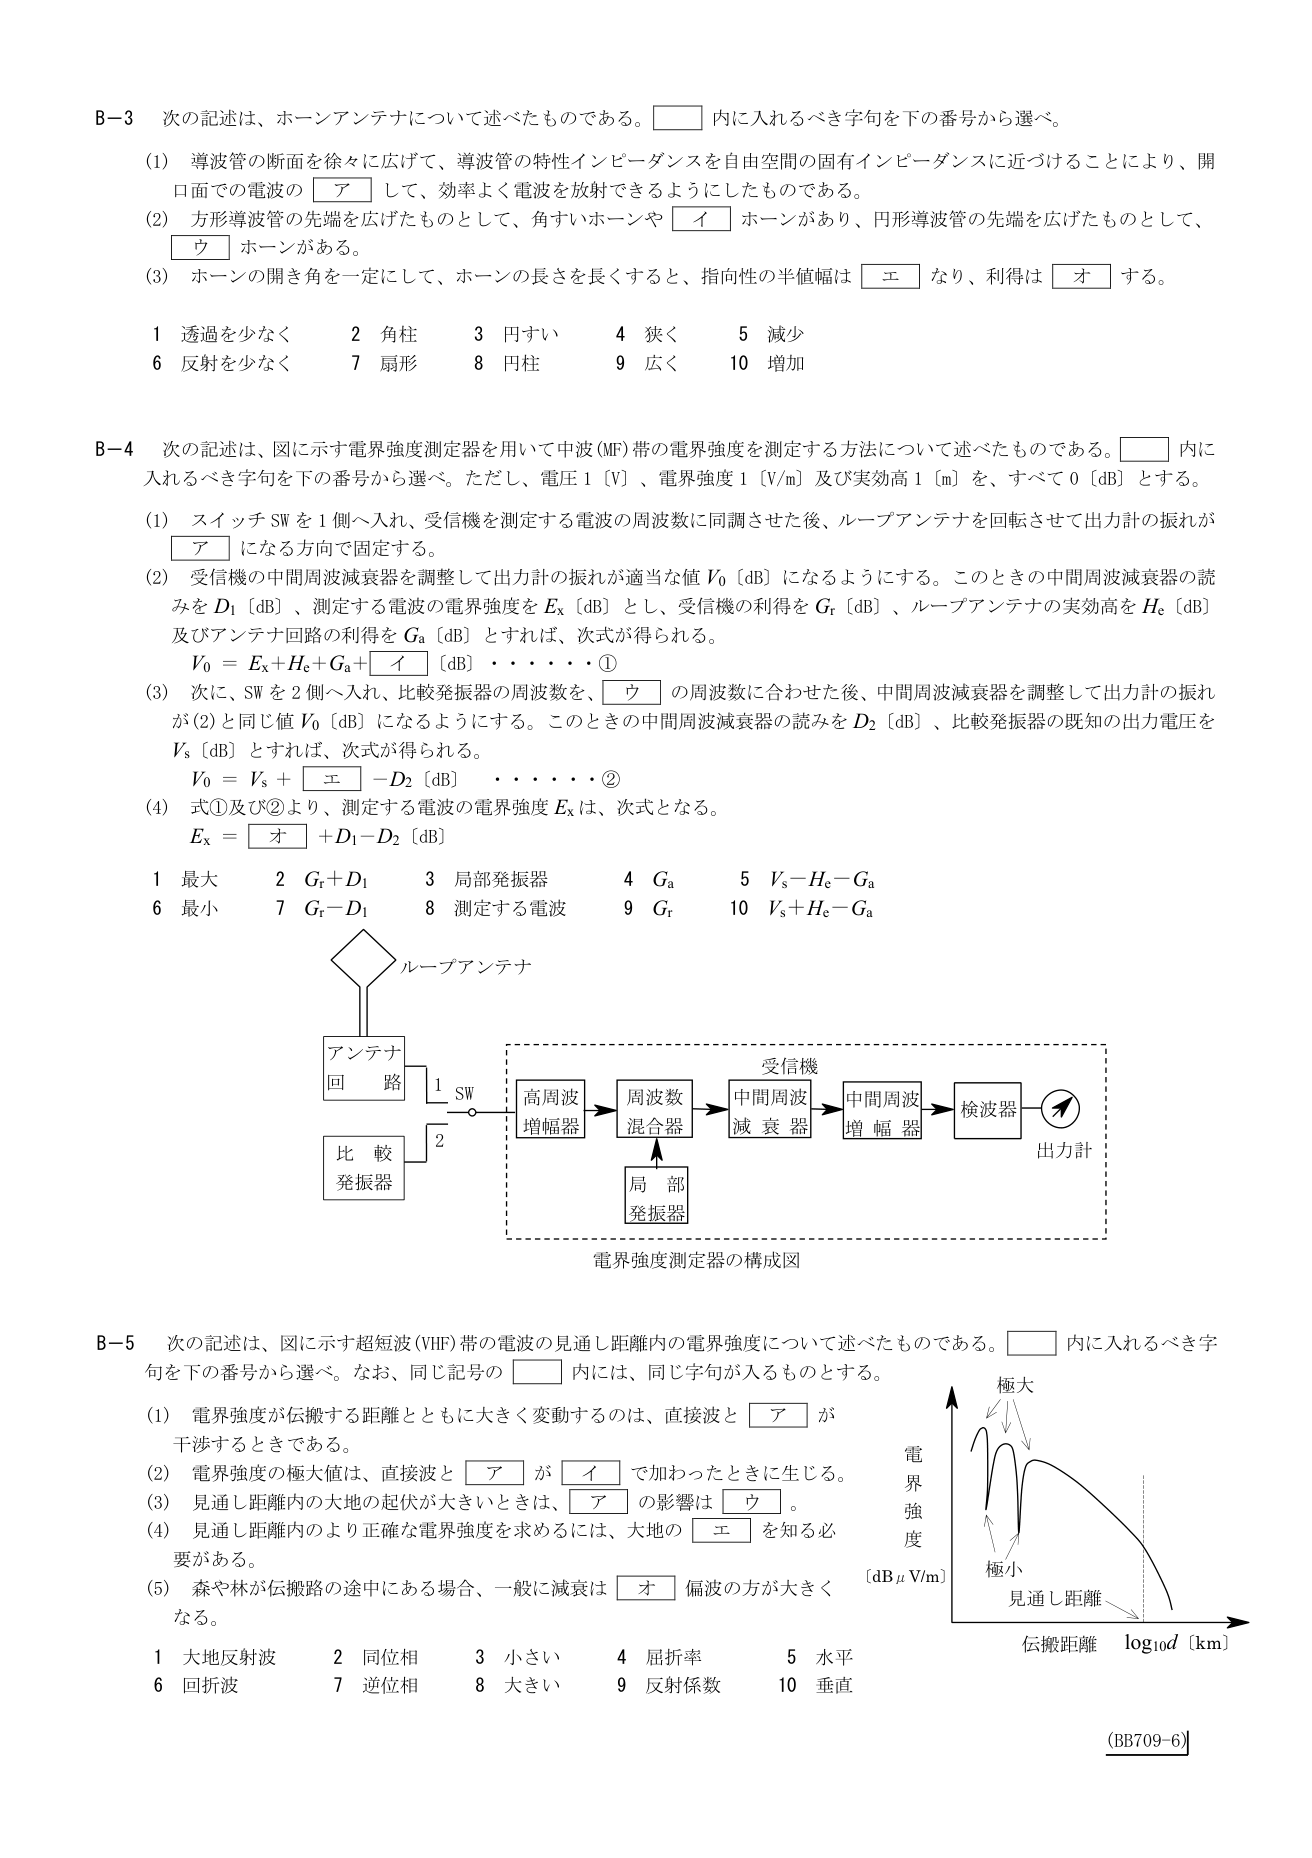 B－3　次の記述は、ホーンアンテナについて述べたものである。　　内に入れるべき字句を下の番号から選べ。
(1)　導波管の断面を徐々に広げて、導波管の特性インピーダンスを自由空間の固有インピーダンスに近づけることにより、開
口面での電波の　ア　して、効率よく電波を放射できるようにしたものである。
(2)　方形導波管の先端を広げたものとして、角すいホーンや　イ　ホーンがあり、円形導波管の先端を広げたものとして、
ウ　ホーンがある。
(3)　ホーンの開き角を一定にして、ホーンの長さを長くすると、指向性の半値幅は　エ　なり、利得は　オ　する。
1　透過を少なく　2　角柱　3　円すい　4　狭く　5　減少
6　反射を少なく　7　扇形　8　円柱　9　広く　10　増加
B－4　次の記述は、図に示す電界強度測定器を用いて中波(MF)帯の電界強度を測定する方法について述べたものである。　　内に
入れるべき字句を下の番号から選べ。ただし、電圧1〔V〕、電界強度1〔V/m〕及び実効高1〔m〕を、すべて0〔dB〕とする。
(1)　スイッチSWを1側へ入れ、受信機を測定する電波の周波数に同調させた後、ループアンテナを回転させて出力計の振れが
ア　になる方向で固定する。
(2)　受信機の中間周波減衰器を調整して出力計の振れが適当な値V0〔dB〕になるようにする。このときの中間周波減衰器の読
みをD1〔dB〕、測定する電波の電界強度をEx〔dB〕とし、受信機の利得をGr〔dB〕、ループアンテナの実効高をHe〔dB〕
及びアンテナ回路の利得をGa〔dB〕とすれば、次式が得られる。
V0 ＝ Ex＋He＋Ga＋　イ　〔dB〕・・・・・・①
(3)　次に、SWを2側へ入れ、比較発振器の周波数を、　ウ　の周波数に合わせた後、中間周波減衰器を調整して出力計の振れ
が(2)と同じ値V0〔dB〕になるようにする。このときの中間周波減衰器の読みをD2〔dB〕、比較発振器の既知の出力電圧を
Vs〔dB〕とすれば、次式が得られる。
V0 ＝ Vs ＋　エ　－D2〔dB〕　・・・・・・②
(4)　式①及び②より、測定する電波の電界強度Exは、次式となる。
Ex ＝　オ　＋D1－D2〔dB〕
1　最大　2　Gr＋D1　3　局部発振器　4　Ga　5　Vs－He－Ga
6　最小　7　Gr－D1　8　測定する電波　9　Gr　10　Vs＋He－Ga
ループアンテナ
アンテナ
回　路
1
SW
2
比　較
発振器
受信機
高周波
増幅器
周波数
混合器
中間周波
減衰器
中間周波
増幅器
検波器
出力計
局　部
発振器
電界強度測定器の構成図
B－5　次の記述は、図に示す超短波(VHF)帯の電波の見通し距離内の電界強度について述べたものである。　　内に入れるべき字
句を下の番号から選べ。なお、同じ記号の　　内には、同じ字句が入るものとする。
(1)　電界強度が伝搬する距離とともに大きく変動するのは、直接波と　ア　が
干渉するときである。
(2)　電界強度の極大値は、直接波と　ア　が　イ　で加わったときに生じる。
(3)　見通し距離内の大地の起伏が大きいときは、　ア　の影響は　ウ　。
(4)　見通し距離内のより正確な電界強度を求めるには、大地の　エ　を知る必
要がある。
(5)　森や林が伝搬路の途中にある場合、一般に減衰は　オ　偏波の方が大きく
なる。
1　大地反射波　2　同位相　3　小さい　4　屈折率　5　水平
6　回折波　7　逆位相　8　大きい　9　反射係数　10　垂直
極大
電
界
強
度
〔dBμV/m〕
極小
見通し距離
伝搬距離　log10d〔km〕
(BB709-6)